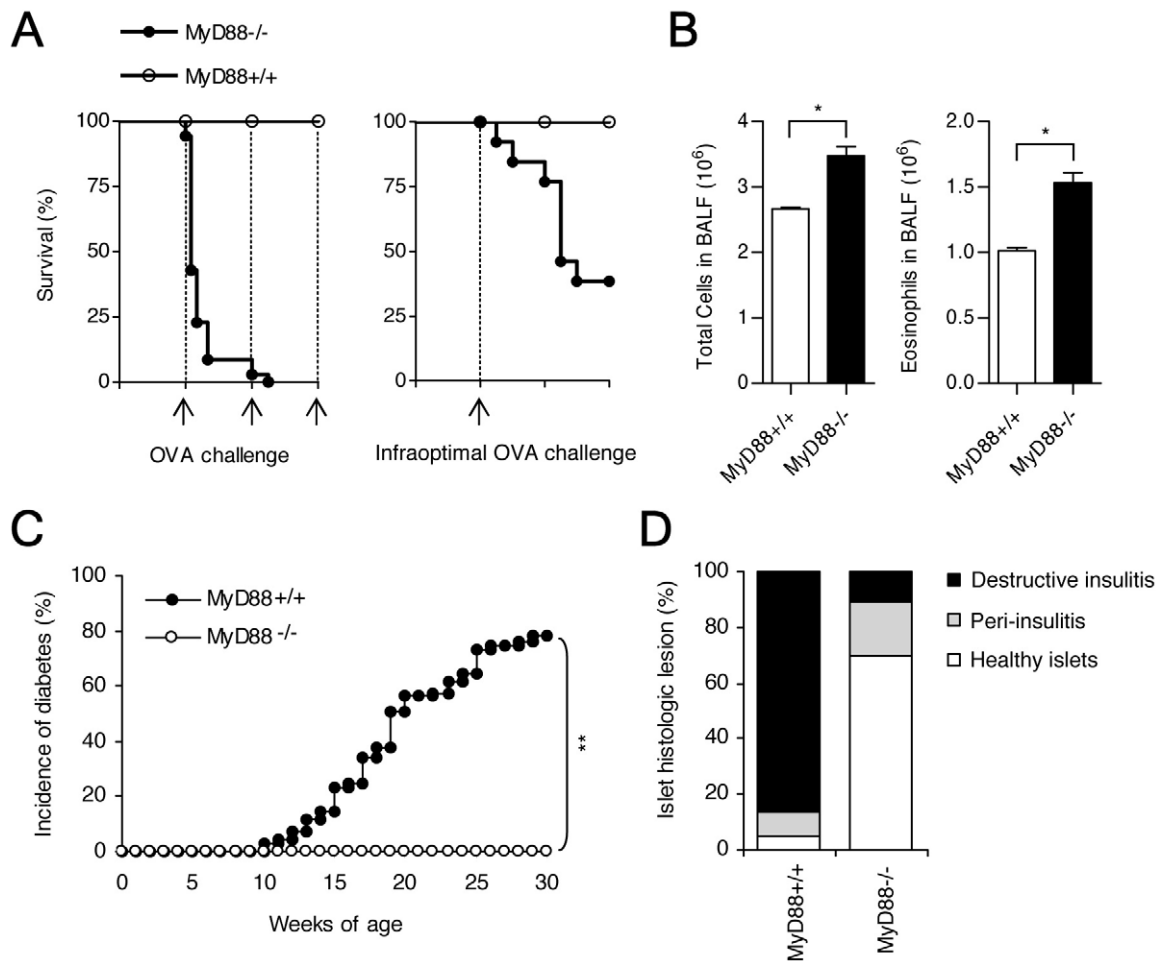 A
MyD88-/-
MyD88+/+
Survival (%)
100
75
50
25
0
OVA challenge
100
75
50
25
0
Infraoptimal OVA challenge
B
Total Cells in BALF (10⁶)
4
3
2
1
0
*
MyD88+/+
MyD88-/-
Eosinophils in BALF (10⁶)
2.0
1.5
1.0
0.5
0.0
*
MyD88+/+
MyD88-/-
C
Incidence of diabetes (%)
100
80
60
40
20
0
MyD88+/+
MyD88 -/-
**
0 5 10 15 20 25 30
Weeks of age
D
Islet histologic lesion (%)
100
80
60
40
20
0
MyD88+/+
MyD88-/-
Destructive insulitis
Peri-insulitis
Healthy islets